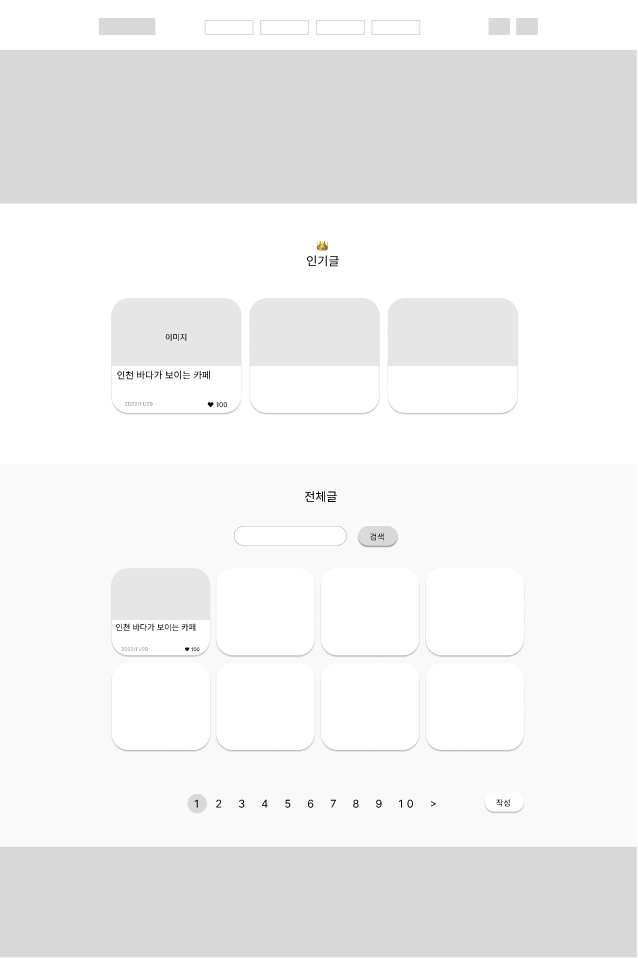 인기글
이미지
인천 바다가 보이는 카페
2022/11/29
♥ 100
전체글
검색
인천 바다가 보이는 카페
2022/11/29
♥ 100
1 2 3 4 5 6 7 8 9 10 >
작성